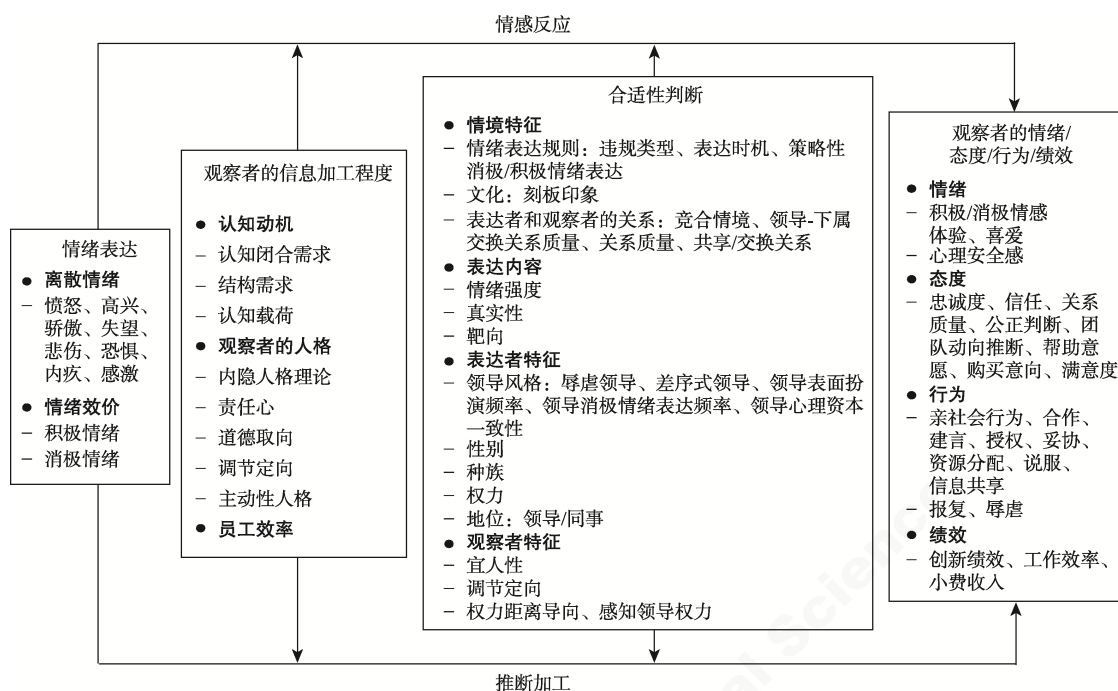 情感反应
情绪表达
● 离散情绪
− 愤怒、高兴、
骄傲、失望、
悲伤、恐惧、
内疚、感激
● 情绪效价
− 积极情绪
− 消极情绪
观察者的信息加工程度
● 认知动机
− 认知闭合需求
− 结构需求
− 认知载荷
● 观察者的人格
− 内隐人格理论
− 责任心
− 道德取向
− 调节定向
− 主动性人格
● 员工效率
合适性判断
● 情境特征
− 情绪表达规则：违规类型、表达时机、策略性
消极/积极情绪表达
− 文化：刻板印象
− 表达者和观察者的关系：竞合情境、领导-下属
交换关系质量、关系质量、共享/交换关系
● 表达内容
− 情绪强度
− 真实性
− 靶向
● 表达者特征
− 领导风格：辱虐领导、差序式领导、领导表面扮
演频率、领导消极情绪表达频率、领导心理资本
一致性
− 性别
− 种族
− 权力
− 地位：领导/同事
● 观察者特征
− 宜人性
− 调节定向
− 权力距离导向、感知领导权力
观察者的情绪/
态度/行为/绩效
● 情绪
− 积极/消极情感
体验、喜爱
− 心理安全感
● 态度
− 忠诚度、信任、关系
质量、公正判断、团
队动向推断、帮助意
愿、购买意向、满意度
● 行为
− 亲社会行为、合作、
建言、授权、妥协、
资源分配、说服、
信息共享
− 报复、辱虐
● 绩效
− 创新绩效、工作效率、
小费收入
推断加工